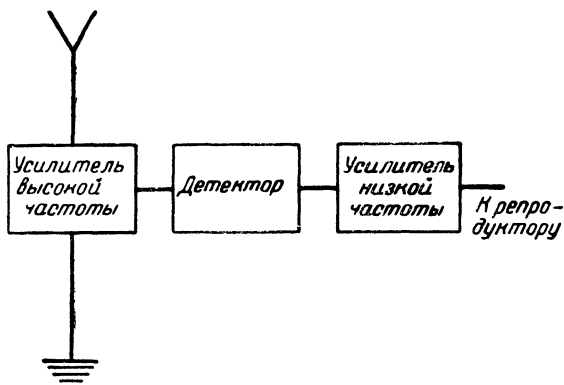 Усилитель
высокой
частоты
Детектор
Усилитель
низкой
частоты
К репро-
дуктору